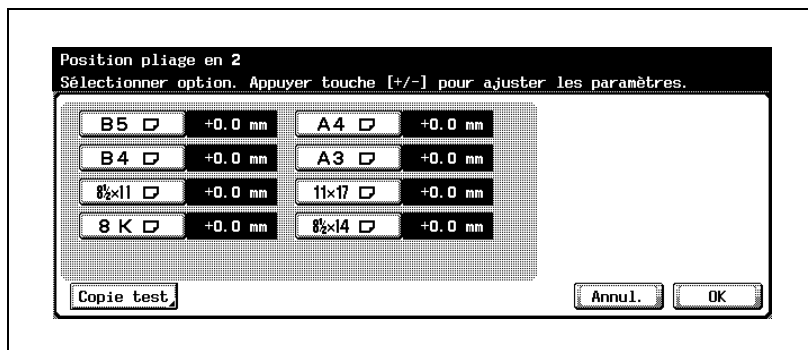 Position pliage en 2
Sélectionner option. Appuyer touche [+/-] pour ajuster les paramètres.
B5 +0.0 mm A4 +0.0 mm
B4 +0.0 mm A3 +0.0 mm
8½×11 +0.0 mm 11×17 +0.0 mm
8 K +0.0 mm 8½×14 +0.0 mm
Copie test Annul. OK